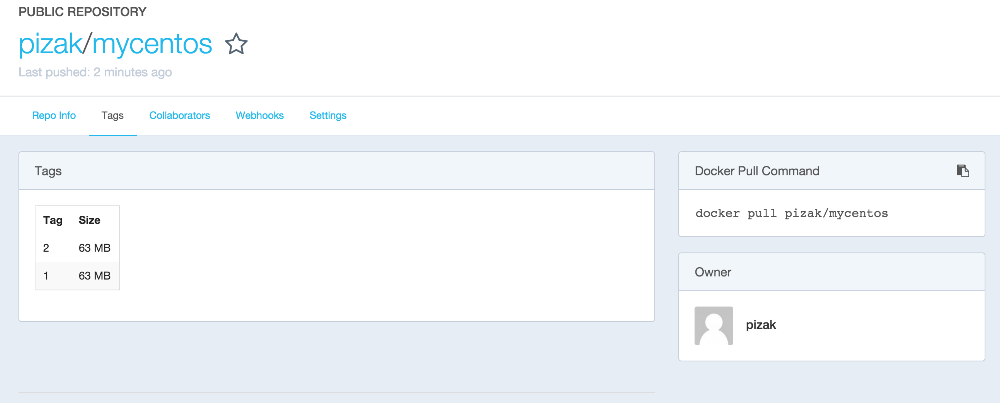 PUBLIC REPOSITORY
pizak/mycentos
Last pushed: 2 minutes ago
Repo Info Tags Collaborators Webhooks Settings
Tags
Tag Size
2 63 MB
1 63 MB
Docker Pull Command
docker pull pizak/mycentos
Owner
pizak